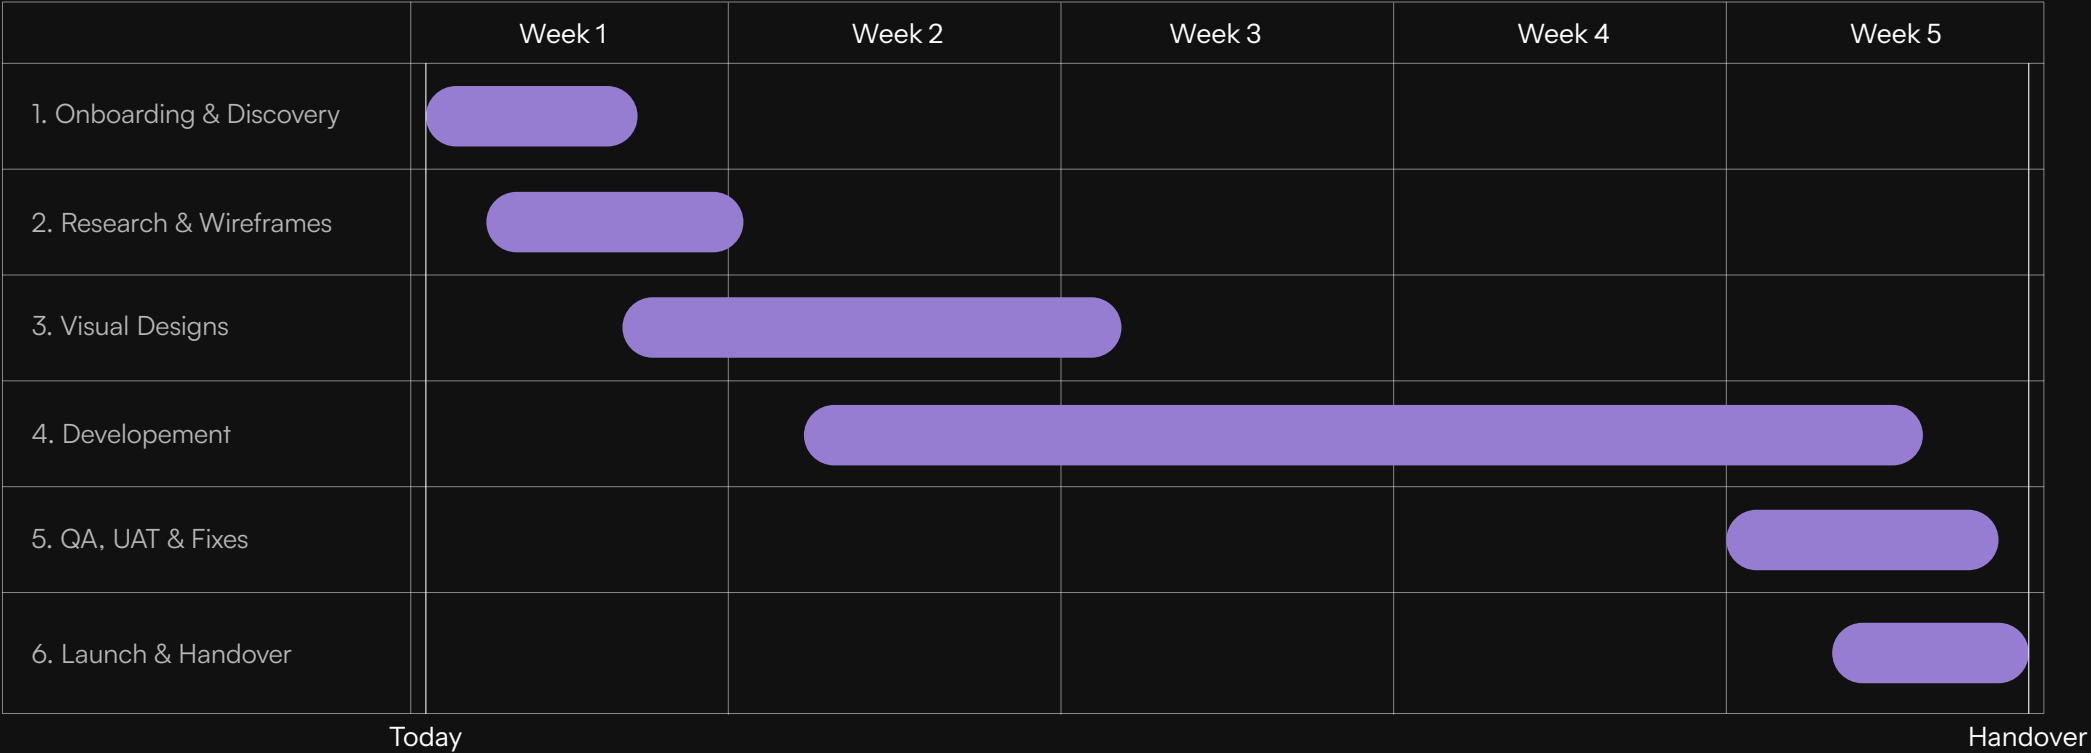 Week 1
Week 2
Week 3
Week 4
Week 5
1. Onboarding & Discovery
2. Research & Wireframes
3. Visual Designs
4. Developement
5. QA, UAT & Fixes
6. Launch & Handover
Today
Handover